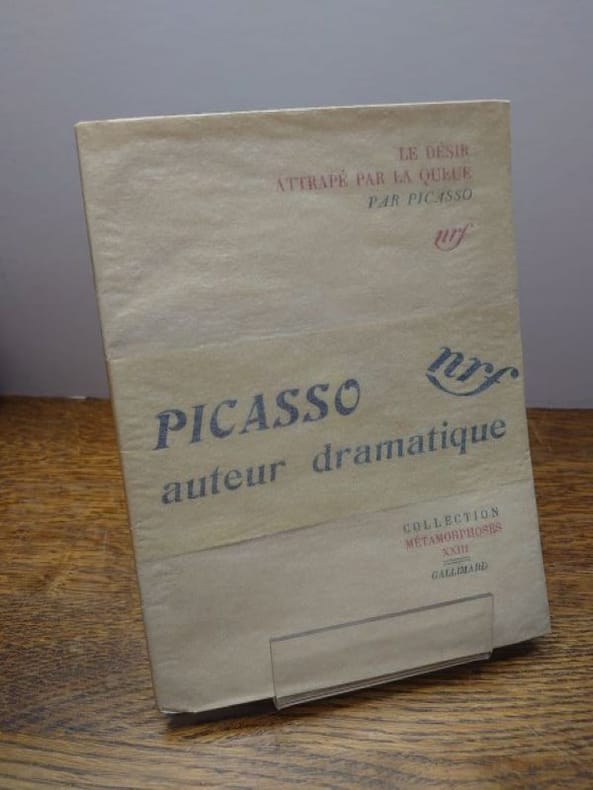 LE DÉSIR
ATTRAPÉ PAR LA QUEUE
PAR PICASSO
nrf
nrf
PICASSO
auteur dramatique
COLLECTION
MÉTAMORPHOSES
XXIII
GALLIMARD